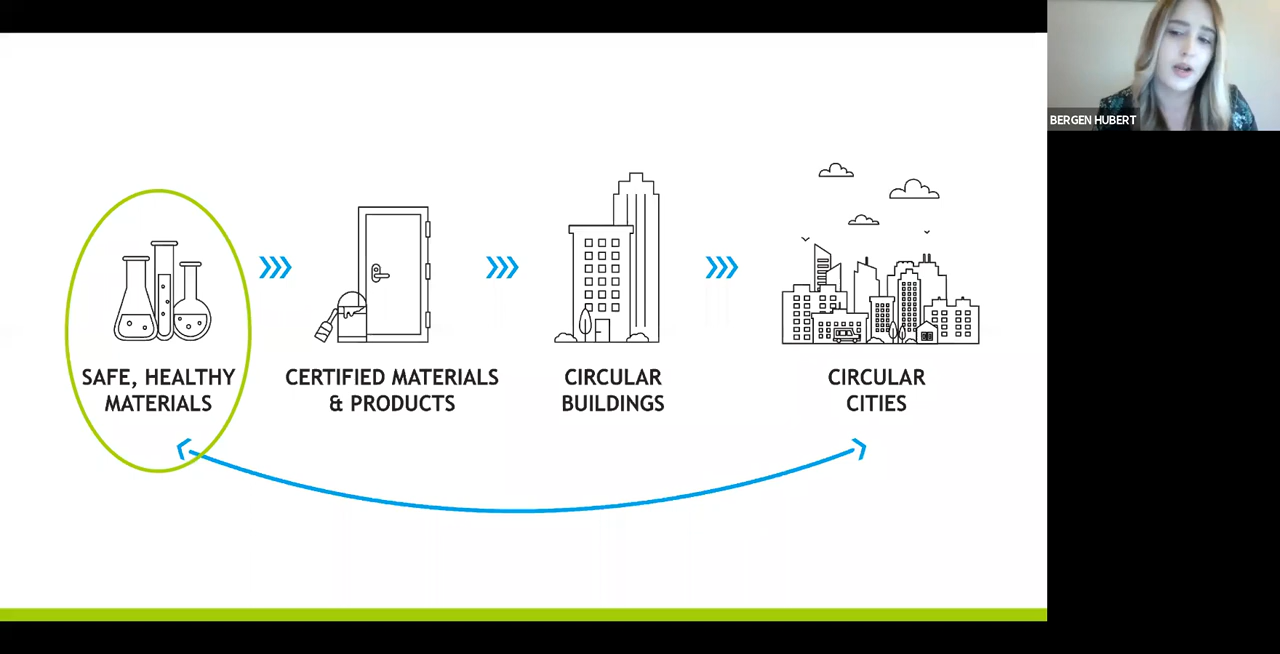 BERGEN HUBERT
SAFE, HEALTHY
MATERIALS
CERTIFIED MATERIALS
& PRODUCTS
CIRCULAR
BUILDINGS
CIRCULAR
CITIES